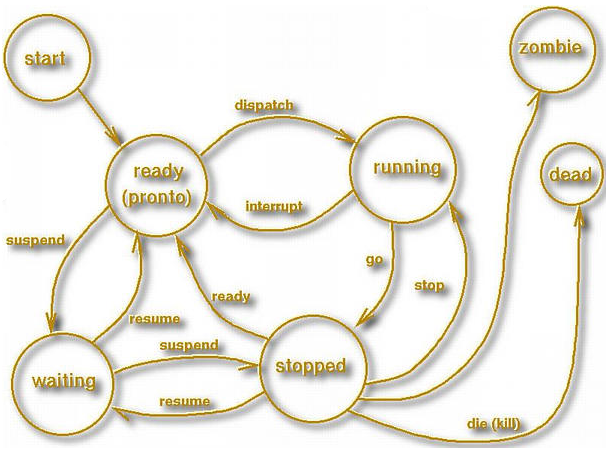 start
zombie
dispatch
ready
(pronto)
running
dead
interrupt
suspend
go
stop
ready
resume
suspend
waiting
stopped
resume
die (kill)